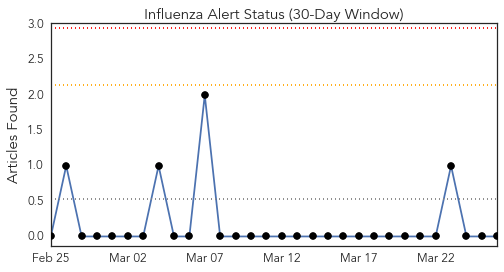 Influenza Alert Status (30-Day Window)
Articles Found
3.0
2.5
2.0
1.5
1.0
0.5
0.0
Feb 25 Mar 02 Mar 07 Mar 12 Mar 17 Mar 22